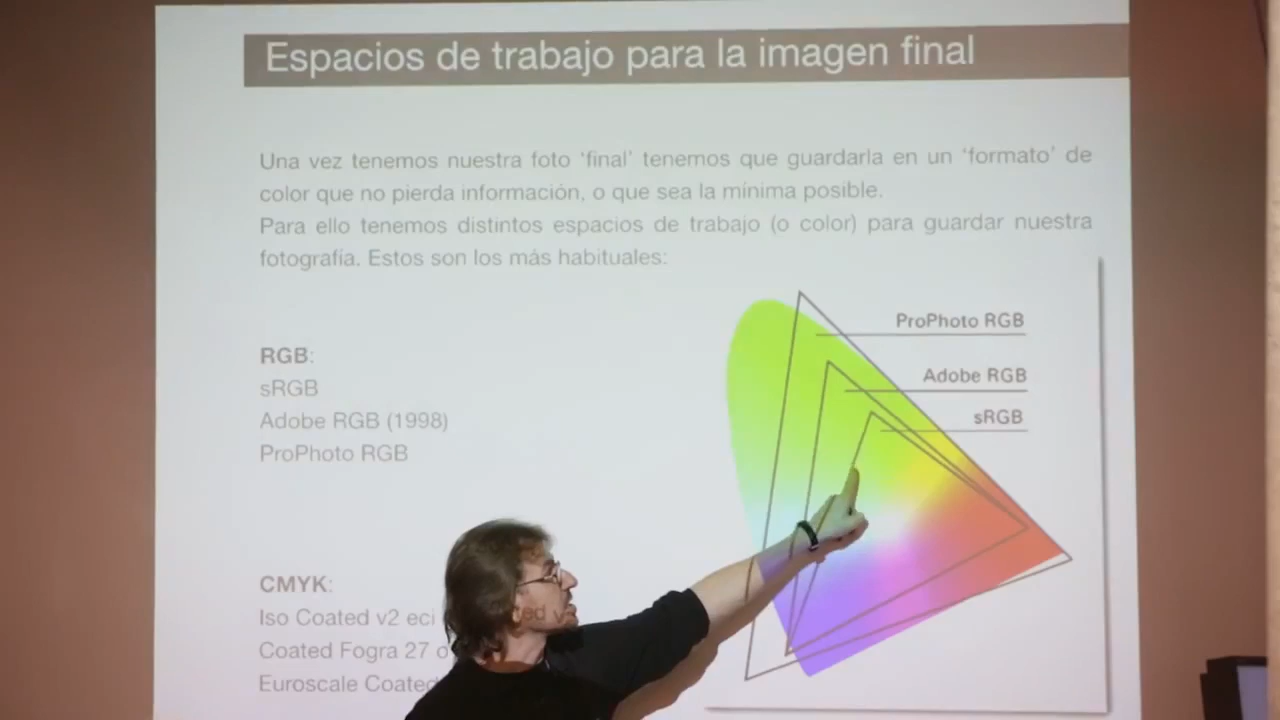 Espacios de trabajo para la imagen final
Una vez tenemos nuestra foto ‘final’ tenemos que guardarla en un ‘formato’ de
color que no pierda información, o que sea la mínima posible.
Para ello tenemos distintos espacios de trabajo (o color) para guardar nuestra
fotografía. Estos son los más habituales:
RGB:
sRGB
Adobe RGB (1998)
ProPhoto RGB
ProPhoto RGB
Adobe RGB
sRGB
CMYK:
Iso Coated v2 eci
Coated Fogra 27
Euroscale Coated